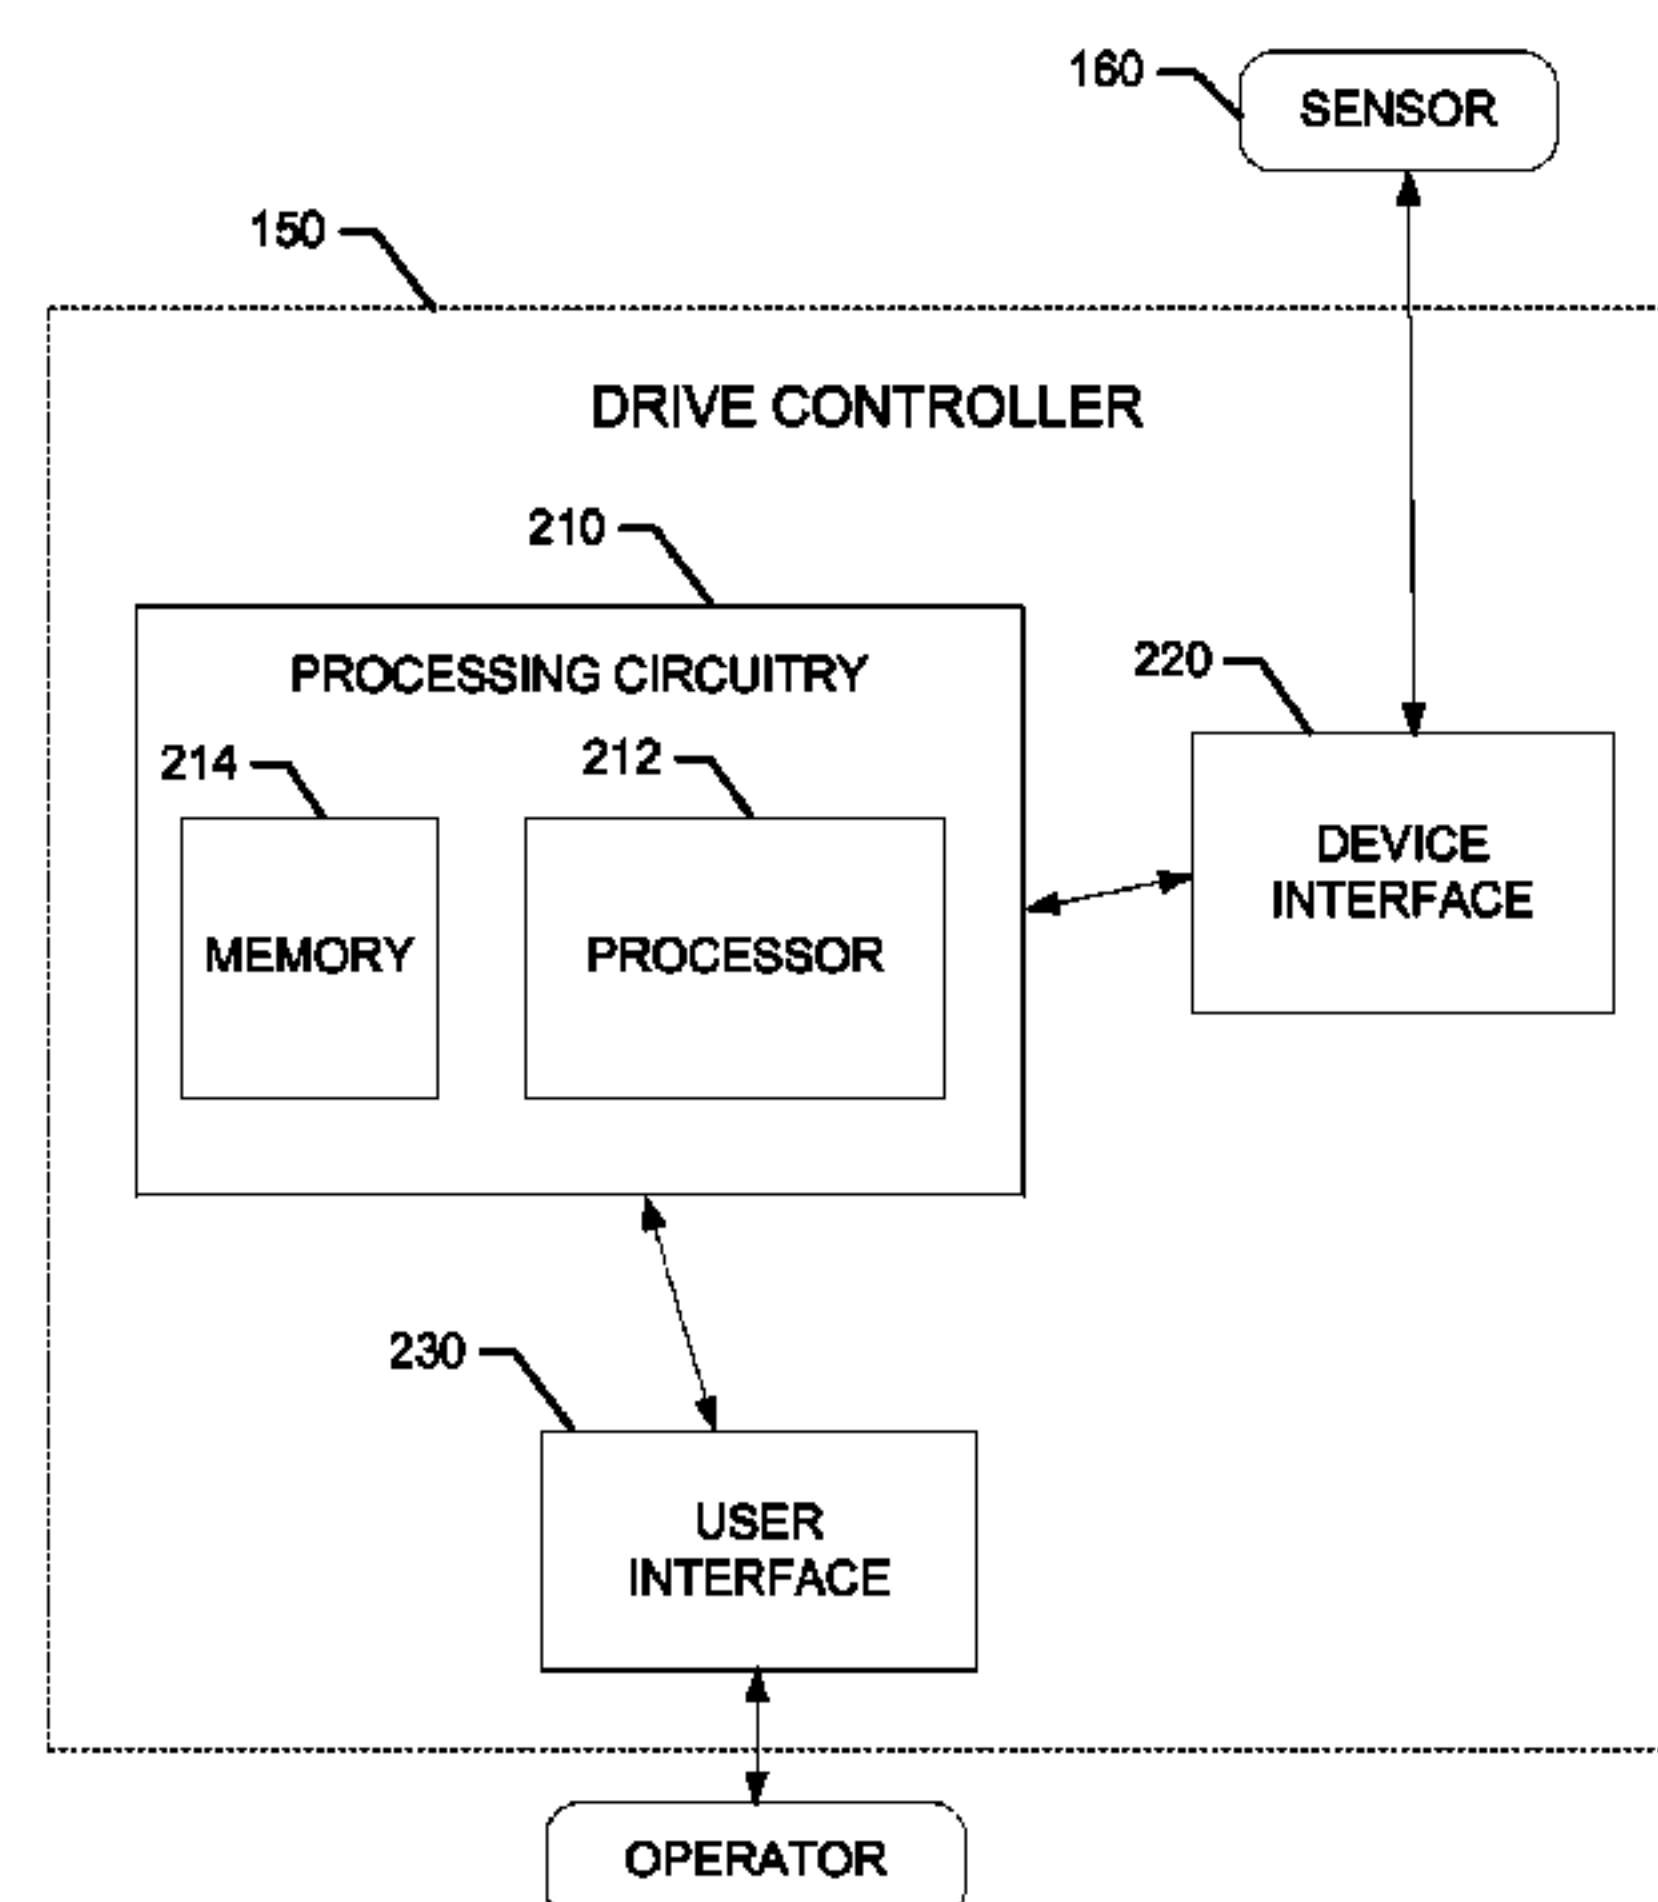 160
SENSOR
150
DRIVE CONTROLLER
210
PROCESSING CIRCUITRY
220
214
212
DEVICE
INTERFACE
MEMORY
PROCESSOR
230
USER
INTERFACE
OPERATOR